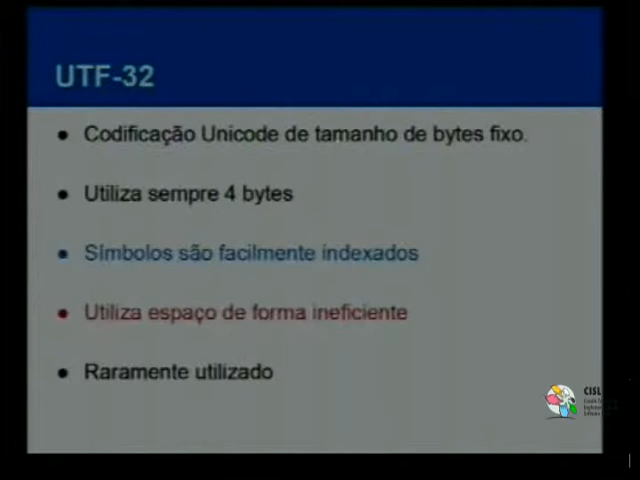 UTF-32
● Codificação Unicode de tamanho de bytes fixo.
● Utiliza sempre 4 bytes
● Símbolos são facilmente indexados
● Utiliza espaço de forma ineficiente
● Raramente utilizado
CISL